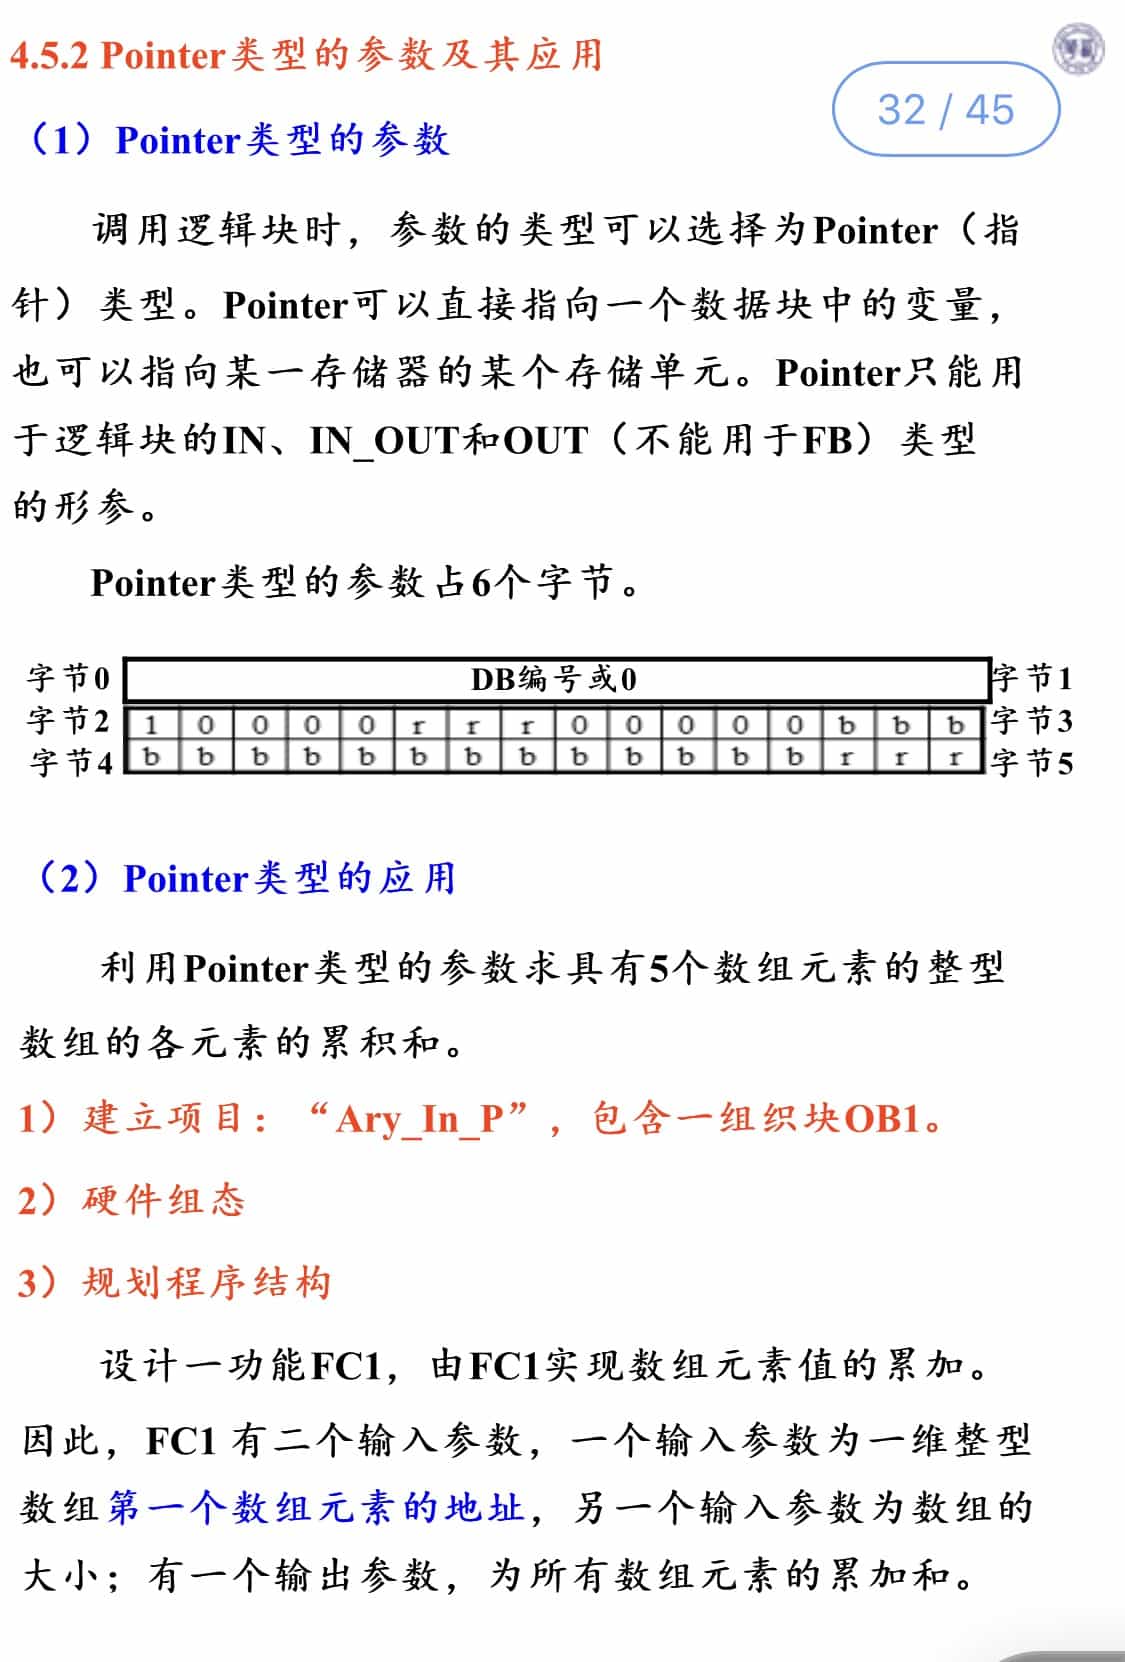 4.5.2 Pointer类型的参数及其应用
32 / 45
（1）Pointer类型的参数
调用逻辑块时，参数的类型可以选择为Pointer（指
针）类型。Pointer可以直接指向一个数据块中的变量，
也可以指向某一存储器的某个存储单元。Pointer只能用
于逻辑块的IN、IN_OUT和OUT（不能用于FB）类型
的形参。
Pointer类型的参数占6个字节。
字节0 DB编号或0 字节1
字节2 1 0 0 0 0 r r r 0 0 0 0 0 b b b 字节3
字节4 b b b b b b b b b b b b b r r r 字节5
（2）Pointer类型的应用
利用Pointer类型的参数求具有5个数组元素的整型
数组的各元素的累积和。
1）建立项目：“Ary_In_P”，包含一组织块OB1。
2）硬件组态
3）规划程序结构
设计一功能FC1，由FC1实现数组元素值的累加。
因此，FC1 有二个输入参数，一个输入参数为一维整型
数组第一个数组元素的地址，另一个输入参数为数组的
大小；有一个输出参数，为所有数组元素的累加和。